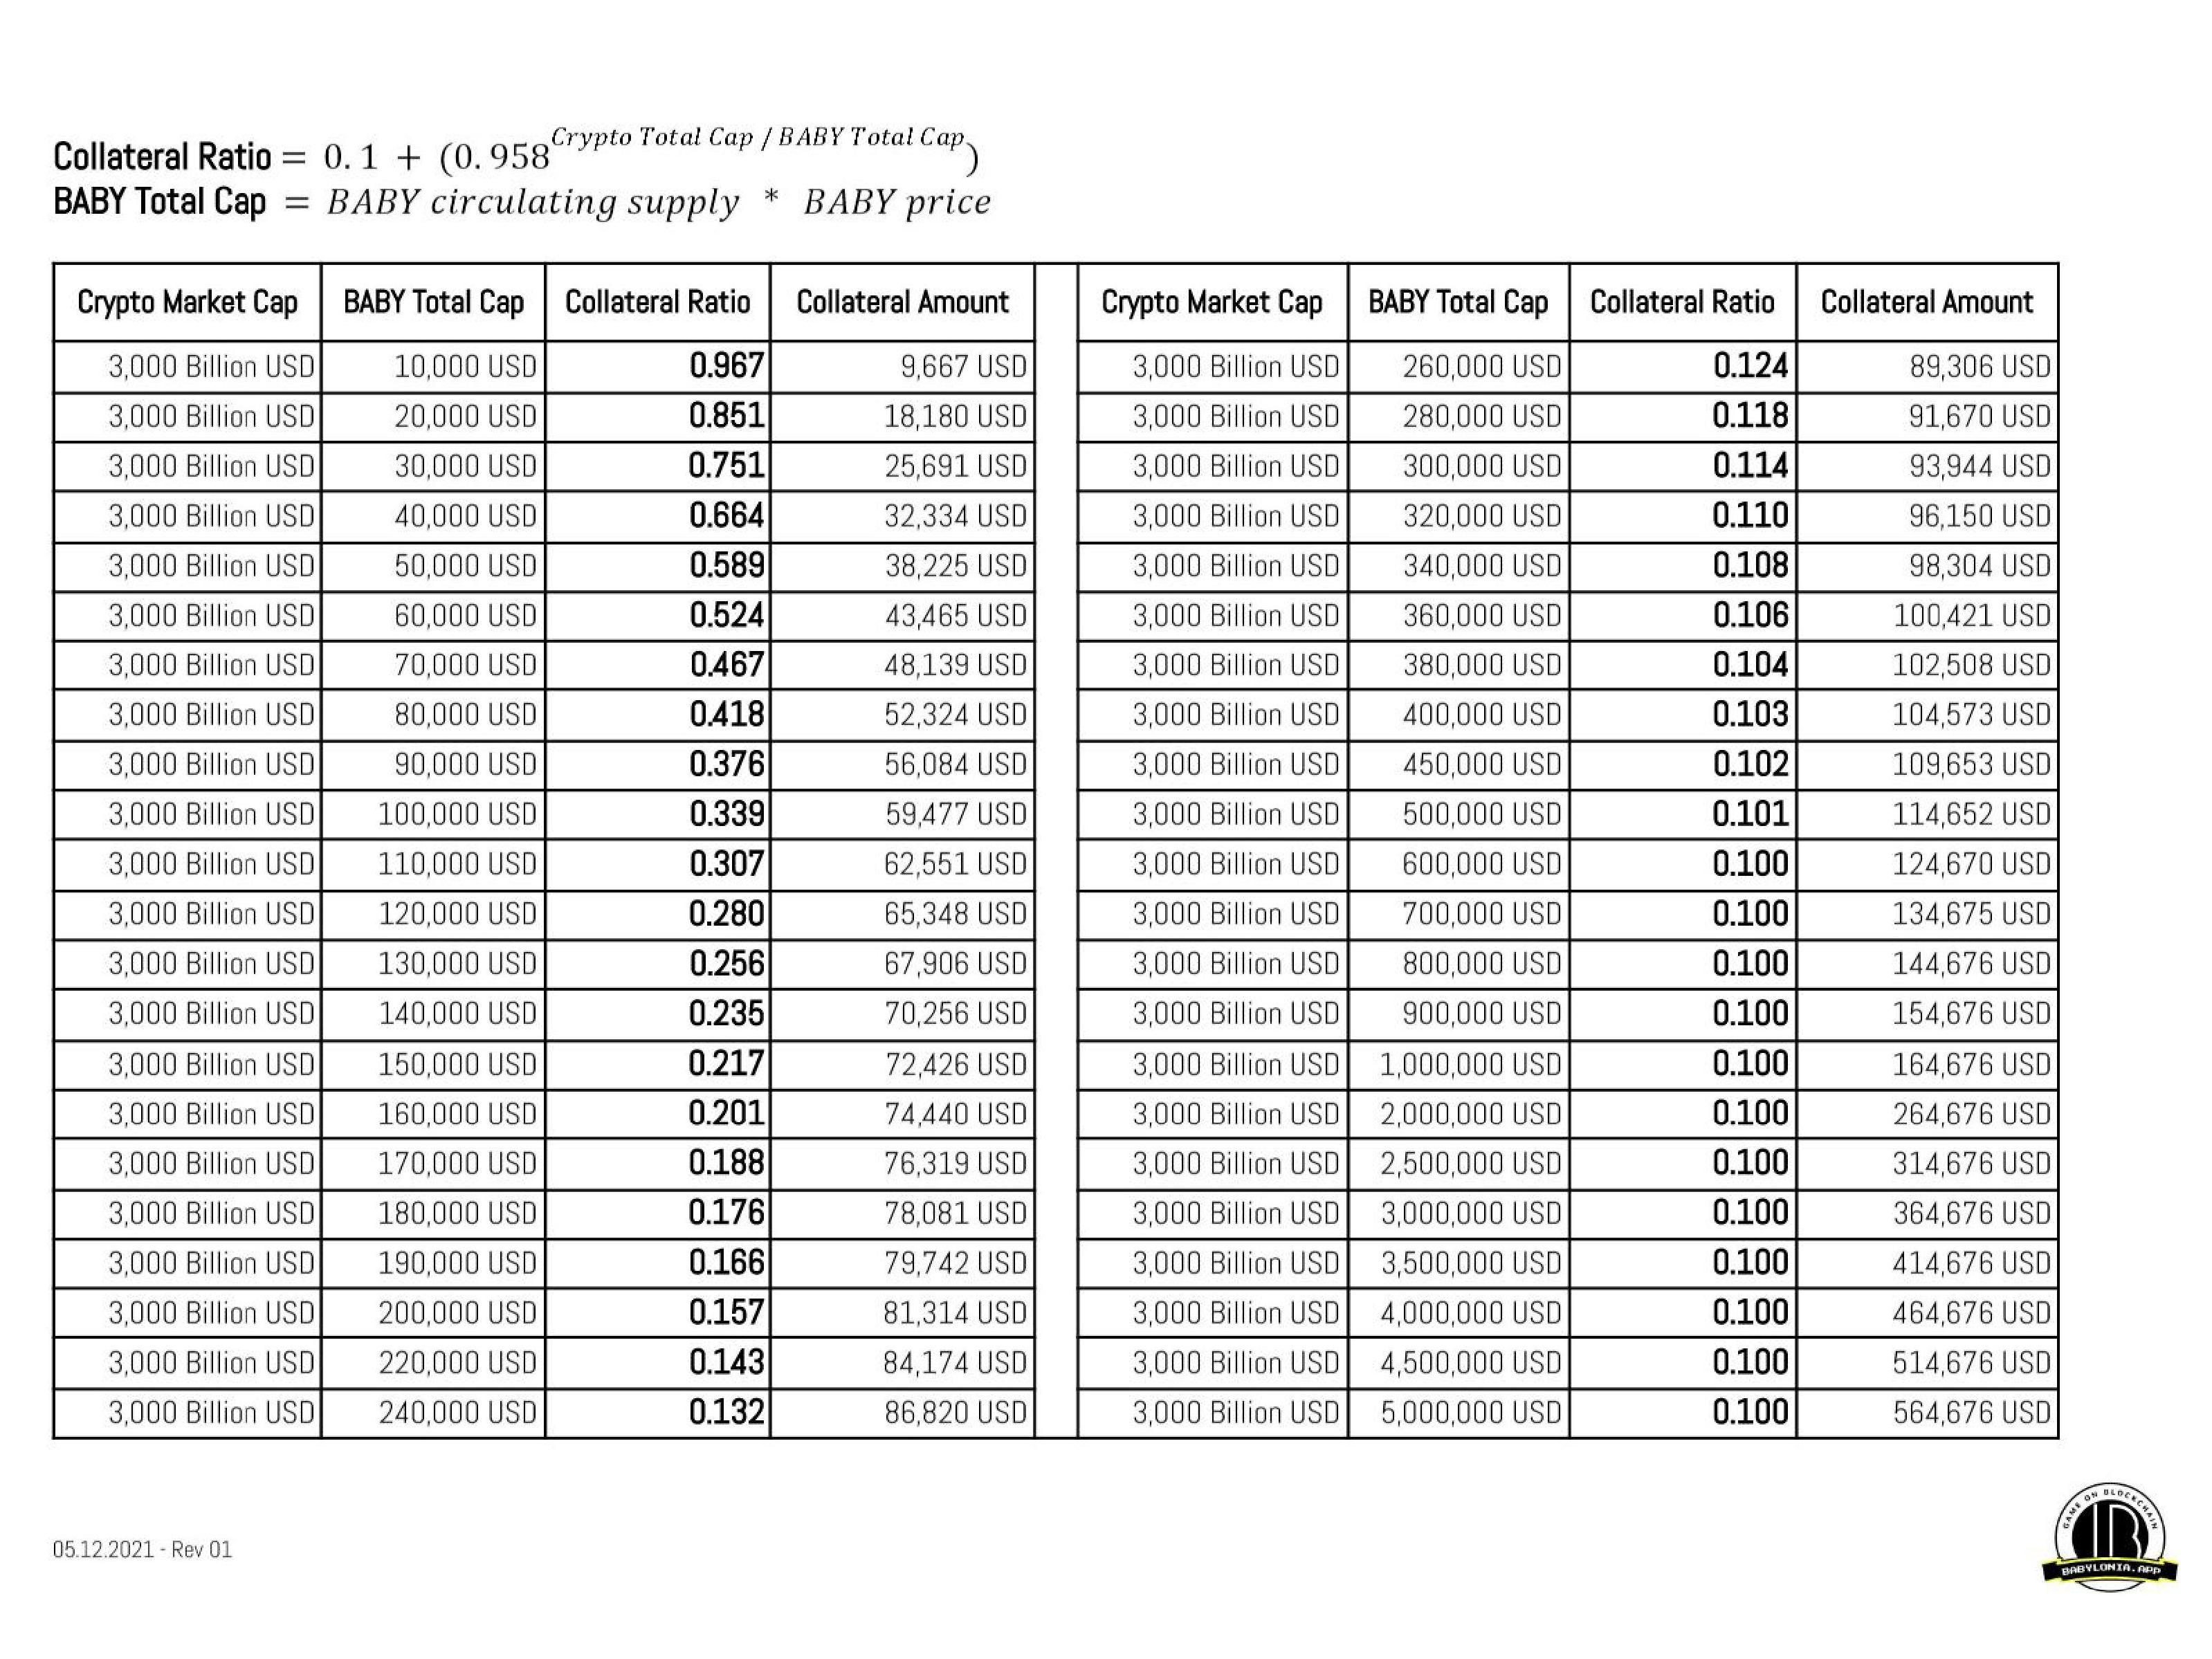 Collateral Ratio = 0.1 + (0.958^Crypto Total Cap / BABY Total Cap)
BABY Total Cap = BABY circulating supply * BABY price
Crypto Market Cap BABY Total Cap Collateral Ratio Collateral Amount Crypto Market Cap BABY Total Cap Collateral Ratio Collateral Amount
3,000 Billion USD 10,000 USD 0.967 9,667 USD 3,000 Billion USD 260,000 USD 0.124 89,306 USD
3,000 Billion USD 20,000 USD 0.851 18,180 USD 3,000 Billion USD 280,000 USD 0.118 91,670 USD
3,000 Billion USD 30,000 USD 0.751 25,691 USD 3,000 Billion USD 300,000 USD 0.114 93,944 USD
3,000 Billion USD 40,000 USD 0.664 32,334 USD 3,000 Billion USD 320,000 USD 0.110 96,150 USD
3,000 Billion USD 50,000 USD 0.589 38,225 USD 3,000 Billion USD 340,000 USD 0.108 98,304 USD
3,000 Billion USD 60,000 USD 0.524 43,465 USD 3,000 Billion USD 360,000 USD 0.106 100,421 USD
3,000 Billion USD 70,000 USD 0.467 48,139 USD 3,000 Billion USD 380,000 USD 0.104 102,508 USD
3,000 Billion USD 80,000 USD 0.418 52,324 USD 3,000 Billion USD 400,000 USD 0.103 104,573 USD
3,000 Billion USD 90,000 USD 0.376 56,084 USD 3,000 Billion USD 450,000 USD 0.102 109,653 USD
3,000 Billion USD 100,000 USD 0.339 59,477 USD 3,000 Billion USD 500,000 USD 0.101 114,652 USD
3,000 Billion USD 110,000 USD 0.307 62,551 USD 3,000 Billion USD 600,000 USD 0.100 124,670 USD
3,000 Billion USD 120,000 USD 0.280 65,348 USD 3,000 Billion USD 700,000 USD 0.100 134,675 USD
3,000 Billion USD 130,000 USD 0.256 67,906 USD 3,000 Billion USD 800,000 USD 0.100 144,676 USD
3,000 Billion USD 140,000 USD 0.235 70,256 USD 3,000 Billion USD 900,000 USD 0.100 154,676 USD
3,000 Billion USD 150,000 USD 0.217 72,426 USD 3,000 Billion USD 1,000,000 USD 0.100 164,676 USD
3,000 Billion USD 160,000 USD 0.201 74,440 USD 3,000 Billion USD 2,000,000 USD 0.100 264,676 USD
3,000 Billion USD 170,000 USD 0.188 76,319 USD 3,000 Billion USD 2,500,000 USD 0.100 314,676 USD
3,000 Billion USD 180,000 USD 0.176 78,081 USD 3,000 Billion USD 3,000,000 USD 0.100 364,676 USD
3,000 Billion USD 190,000 USD 0.166 79,742 USD 3,000 Billion USD 3,500,000 USD 0.100 414,676 USD
3,000 Billion USD 200,000 USD 0.157 81,314 USD 3,000 Billion USD 4,000,000 USD 0.100 464,676 USD
3,000 Billion USD 220,000 USD 0.143 84,174 USD 3,000 Billion USD 4,500,000 USD 0.100 514,676 USD
3,000 Billion USD 240,000 USD 0.132 86,820 USD 3,000 Billion USD 5,000,000 USD 0.100 564,676 USD
05.12.2021 - Rev 01
GAME ON BLOCKCHAIN
BABYLONIA.APP